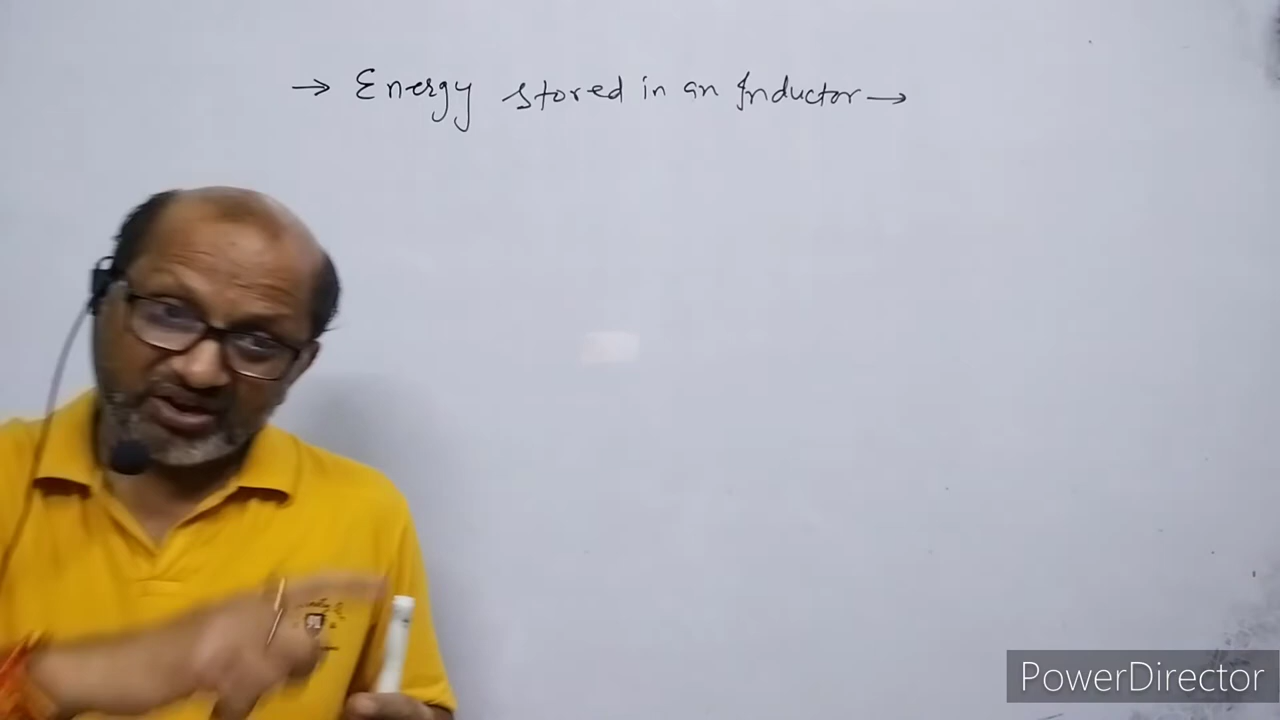 → Energy stored in an Inductor →
PowerDirector